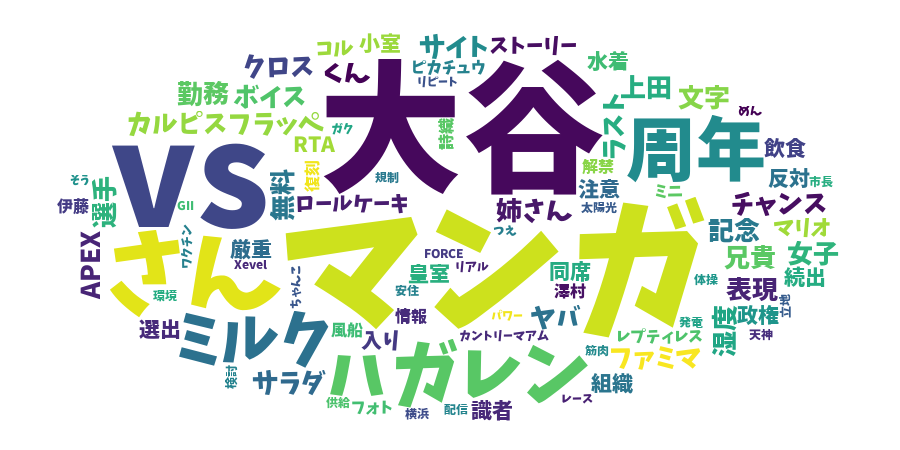 コル
小室
サイト
ストーリー
クロス
くん
ピカチュウ
リピート
水着
勤務
ボイス
大谷
上田
文字
めん
カルピスフラッペ
ガク
詩織
ラスト
周年
飲食
RTA
VS
復刻
規制
解禁
反対
市長
そう
選手
無料
ロールケーキ
姉さん
注意
太陽光
ミニ
チャンス
伊藤
GII
つえ
記念
マリオ
さん
ワクチン
厳重
マンガ
FORCE
兄貴
女子
APEX
Xevel
皇室
リアル
同席
体操
続出
環境
ちゃんこ
安住
澤村
表現
立地
選出
ミルク
風船
情報
パワー
ヤバ
発電
湿度
政権
入り
カントリーマアム
レプティレス
天神
検討
サラダ
ハガレン
筋肉
ファミマ
組織
供給
フォト
横浜
配信
識者
レース